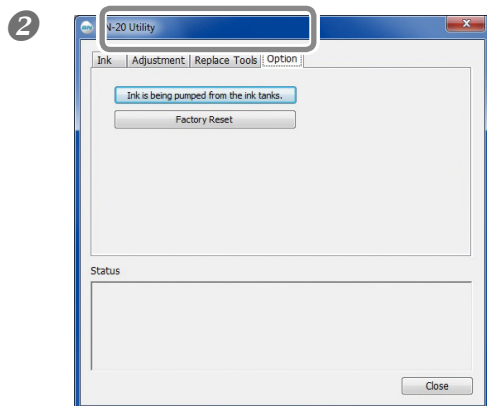 2
N-20 Utility
Ink Adjustment Replace Tools Option
Ink is being pumped from the ink tanks.
Factory Reset
Status
Close